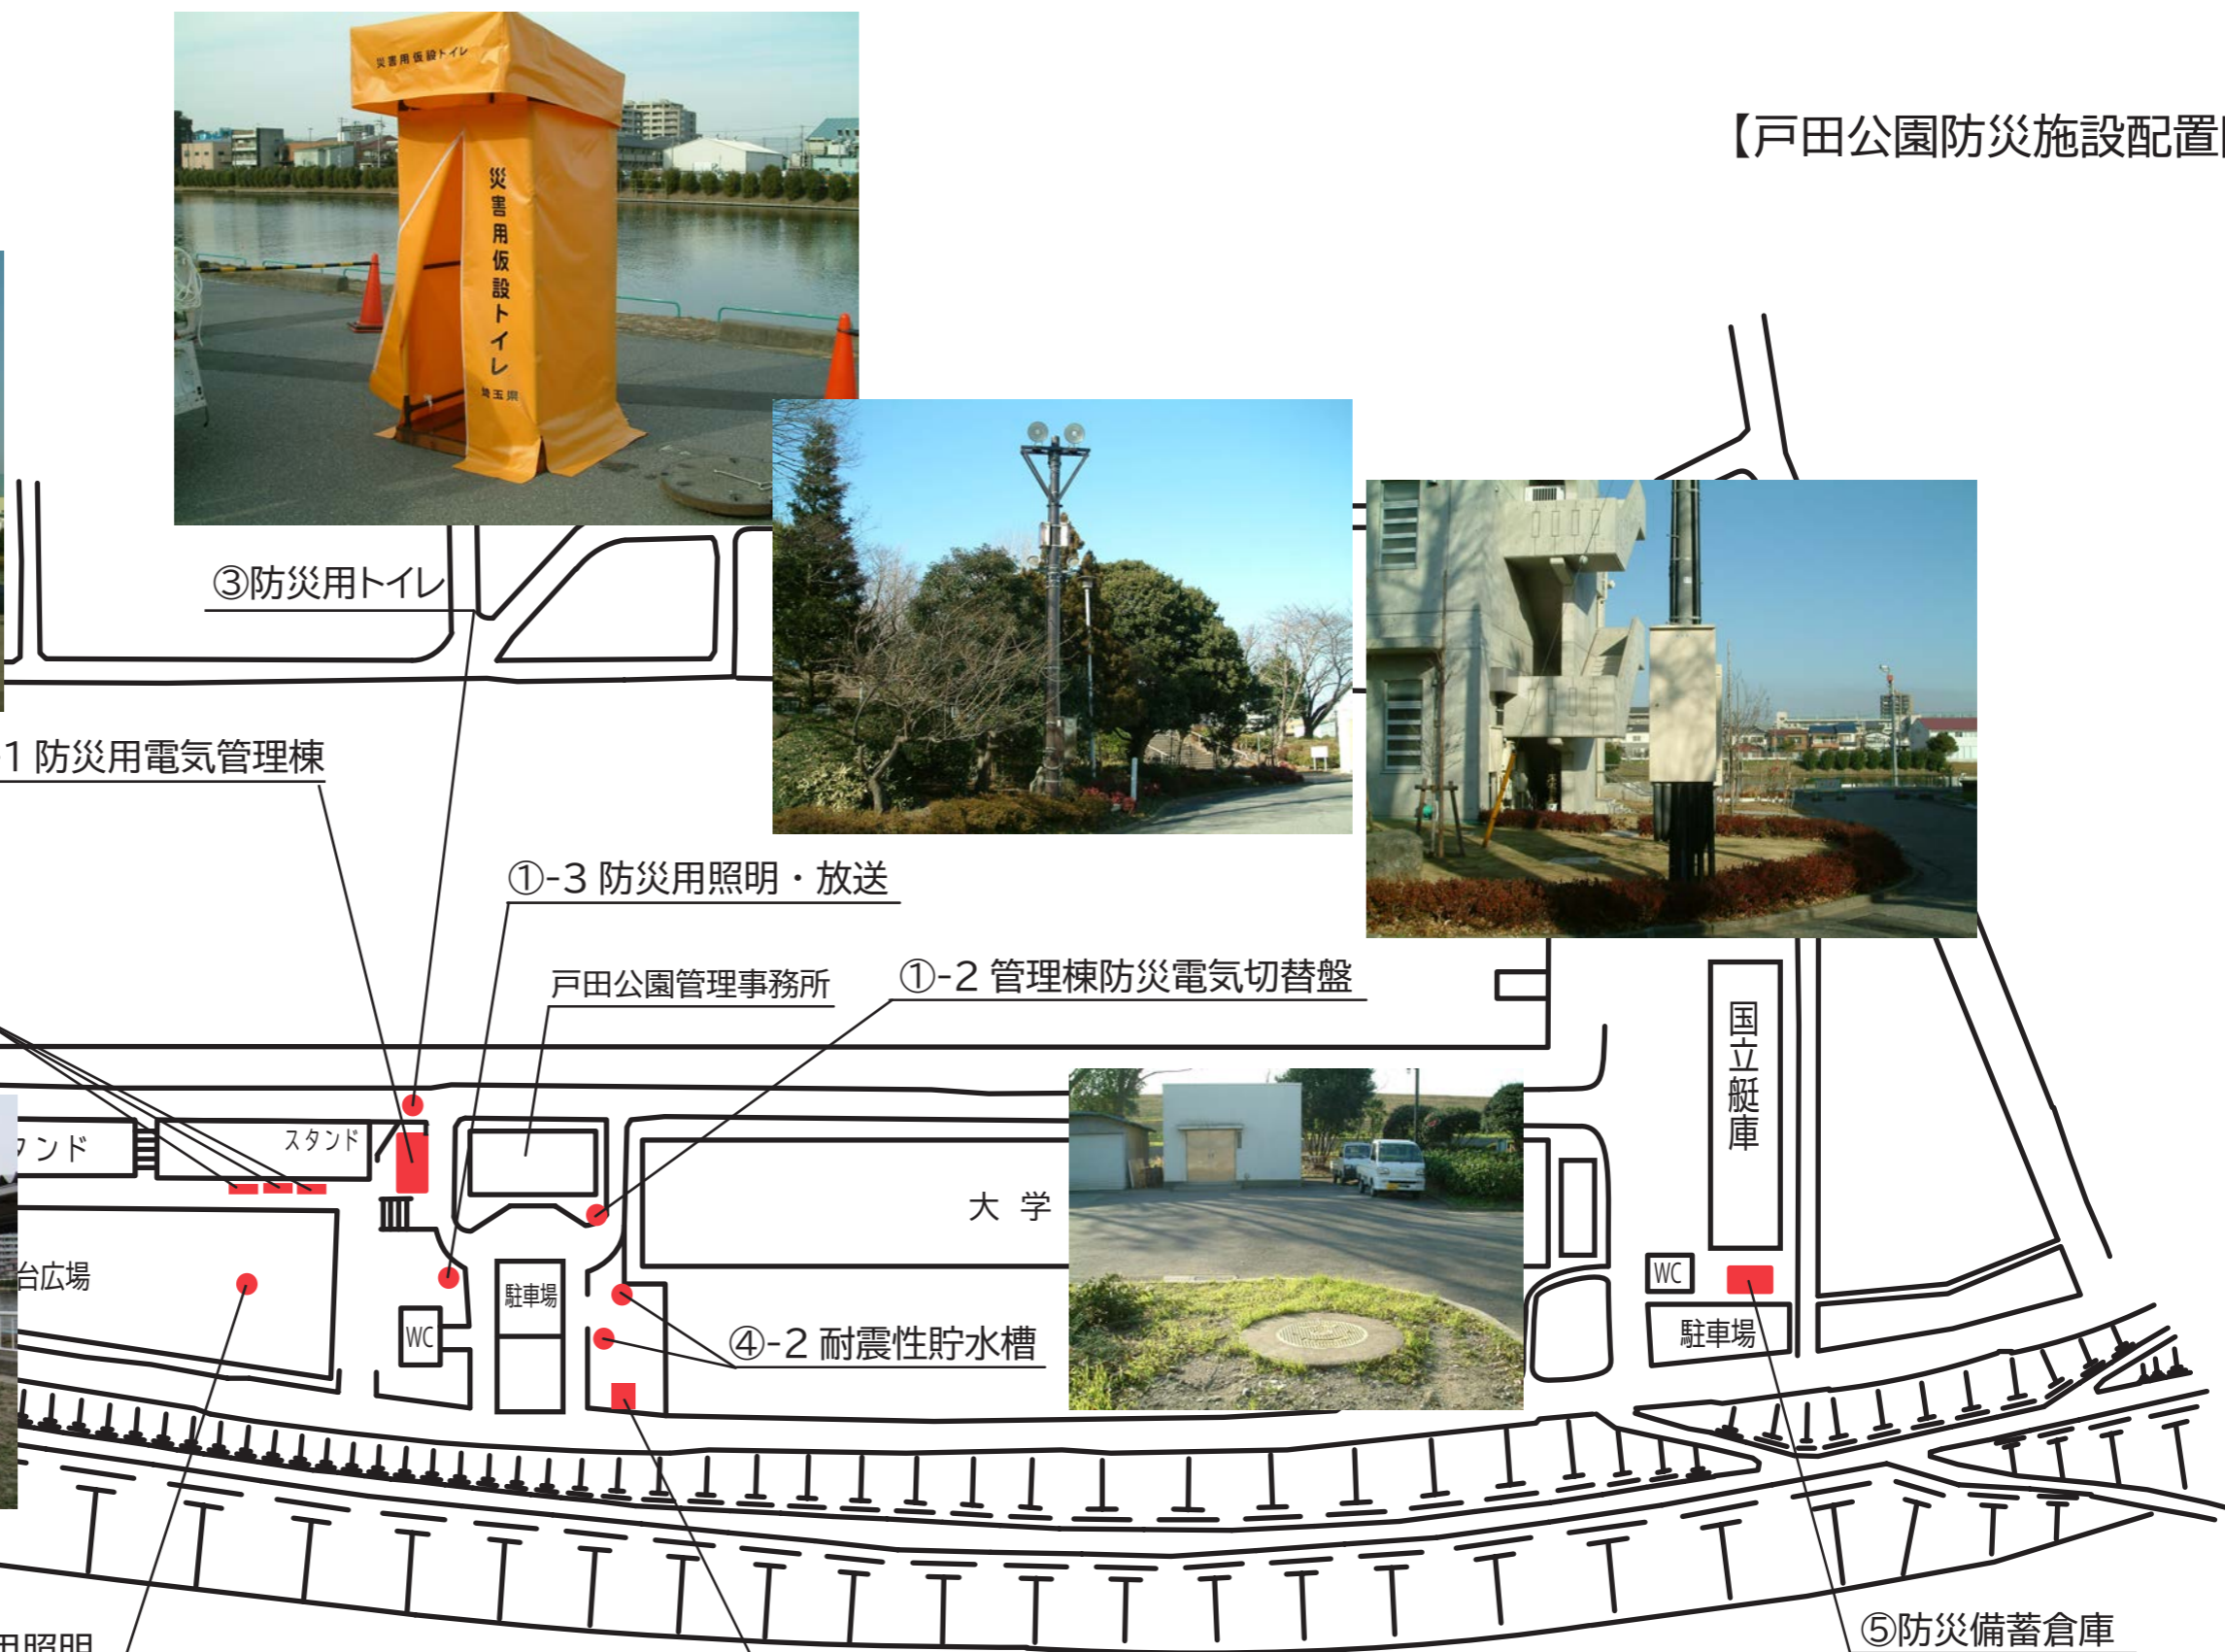 災害用仮設トイレ
災害用仮設トイレ
埼玉県
【戸田公園防災施設配置
③防災用トイレ
1 防災用電気管理棟
①-3 防災用照明・放送
戸田公園管理事務所
①-2 管理棟防災電気切替盤
国立艇庫
ンド
スタンド
大 学
台広場
駐車場
WC
WC
④-2 耐震性貯水槽
駐車場
用照明
⑤防災備蓄倉庫